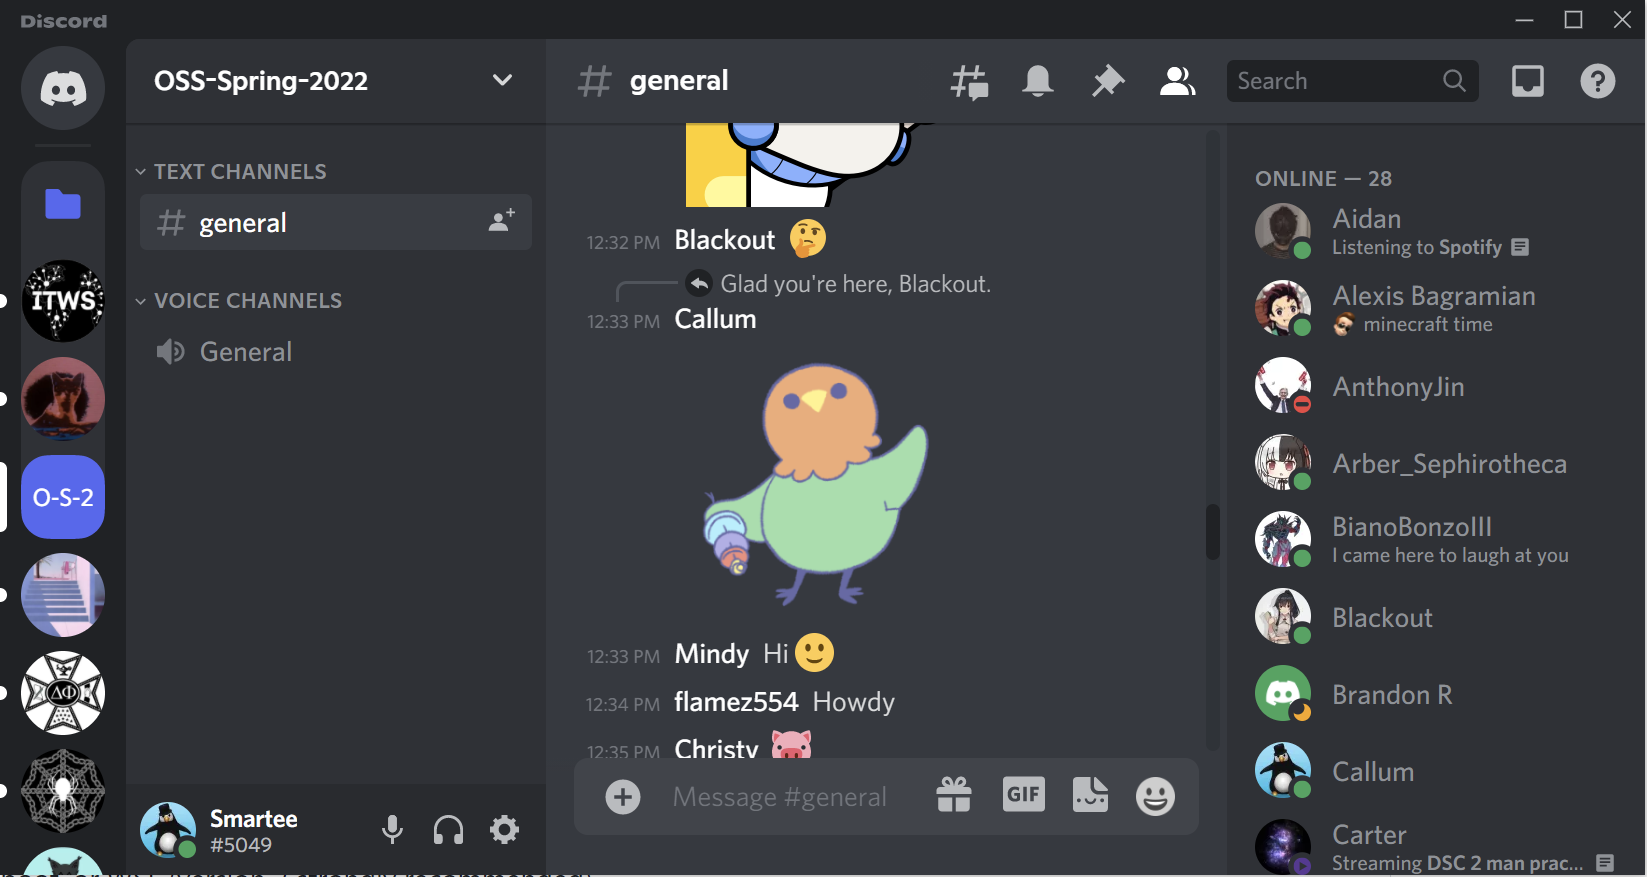 Discord
OSS-Spring-2022
general
Search
TEXT CHANNELS
general
VOICE CHANNELS
General
ITWS
O-S-2
ΔΦ
Smartee
#5049
12:32 PM Blackout
Glad you're here, Blackout.
12:33 PM Callum
12:33 PM Mindy Hi
12:34 PM flamez554 Howdy
12:35 PM Christy
Message #general
GIF
ONLINE — 28
Aidan
Listening to Spotify
Alexis Bagramian
minecraft time
AnthonyJin
Arber_Sephirotheca
BianoBonzoIII
I came here to laugh at you
Blackout
Brandon R
Callum
Carter
Streaming DSC 2 man prac...